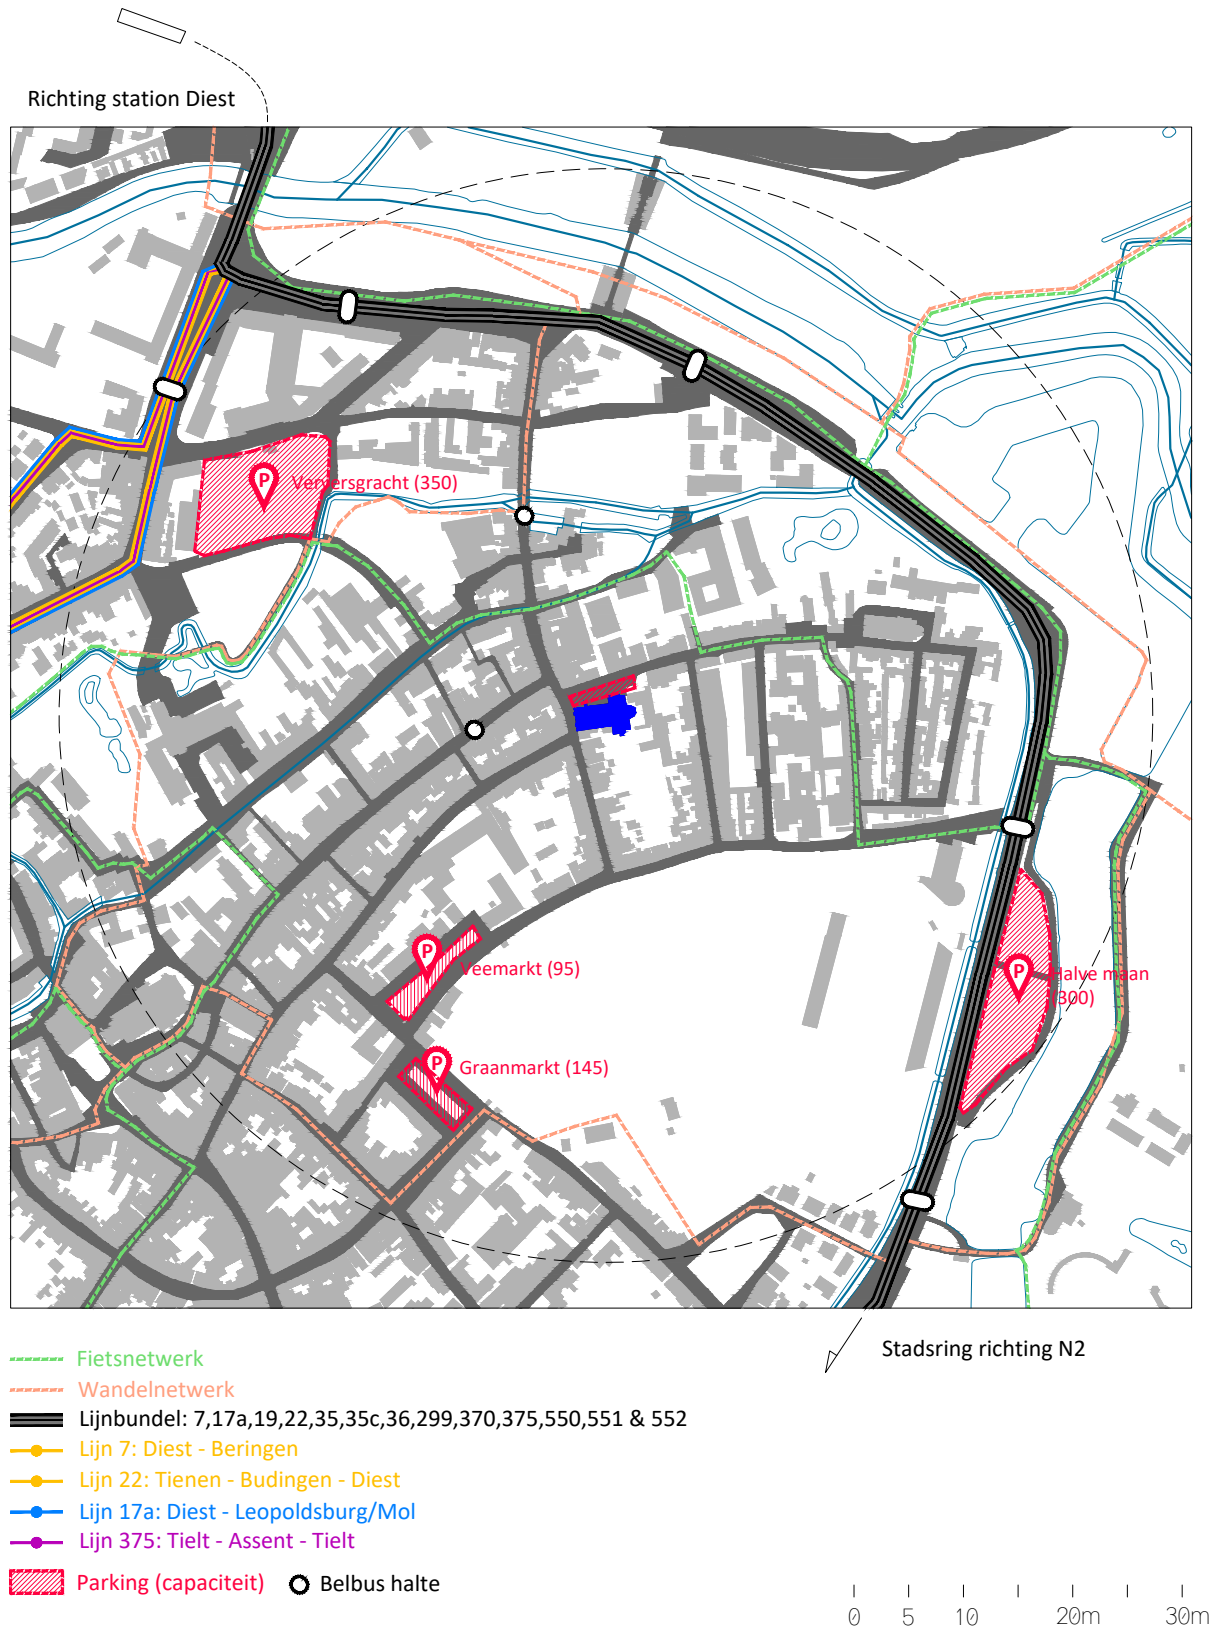 Richting station Diest
P
Verversgracht (350)
P
Veemarkt (95)
P
Halve maan
(300)
P
Graanmarkt (145)
Stadsring richting N2
Fietsnetwerk
Wandelnetwerk
Lijnbundel: 7,17a,19,22,35,35c,36,299,370,375,550,551 & 552
Lijn 7: Diest - Beringen
Lijn 22: Tienen - Budingen - Diest
Lijn 17a: Diest - Leopoldsburg/Mol
Lijn 375: Tielt - Assent - Tielt
Parking (capaciteit)
Belbus halte
0 5 10 20m 30m